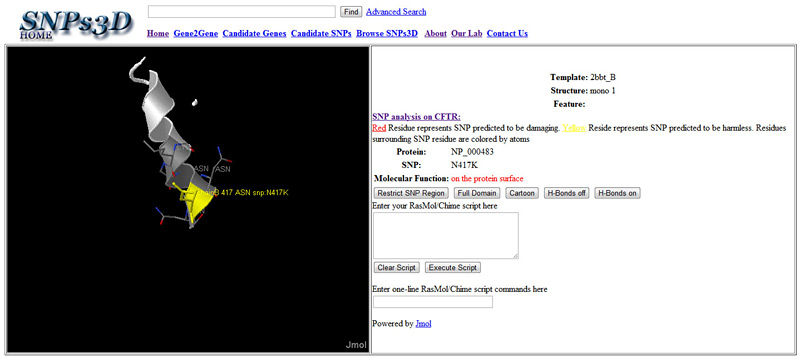 SNPs3D
HOME
Find Advanced Search
Home Gene2Gene Candidate Genes Candidate SNPs Browse SNPs3D About Our Lab Contact Us
ASN ASN
417 ASN snp:N417K
Jmol
Template: 2bbt_B
Structure: mono 1
Feature:
SNP analysis on CFTR:
Red Residue represents SNP predicted to be damaging. Yellow Reside represents SNP predicted to be harmless. Residues
surrounding SNP residue are colored by atoms
Protein: NP_000483
SNP: N417K
Molecular Function: on the protein surface
Restrict SNP Region Full Domain Cartoon H-Bonds off H-Bonds on
Enter your RasMol/Chime script here
Clear Script Execute Script
Enter one-line RasMol/Chime script commands here
Powered by Jmol